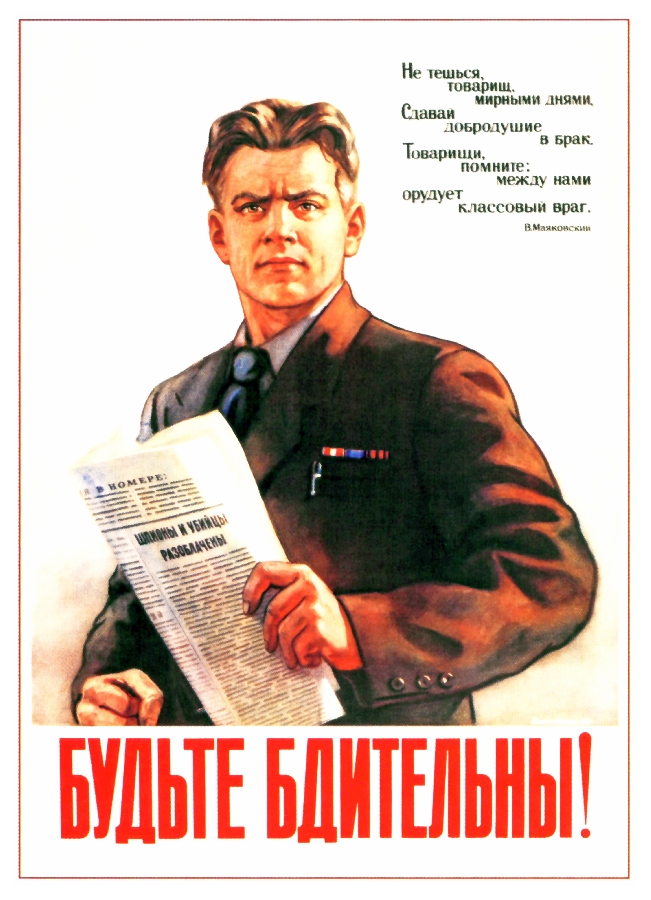 Не тешься,
товарищ,
мирными днями,
Сдавай
добродушие
в брак.
Товарищи,
помните:
между нами
орудует
классовый враг.
В.Маяковский
В НОМЕРЕ:
ШПИОНЫ И УБИЙЦЫ
РАЗОБЛАЧЕНЫ
БУДЬТЕ БДИТЕЛЬНЫ!